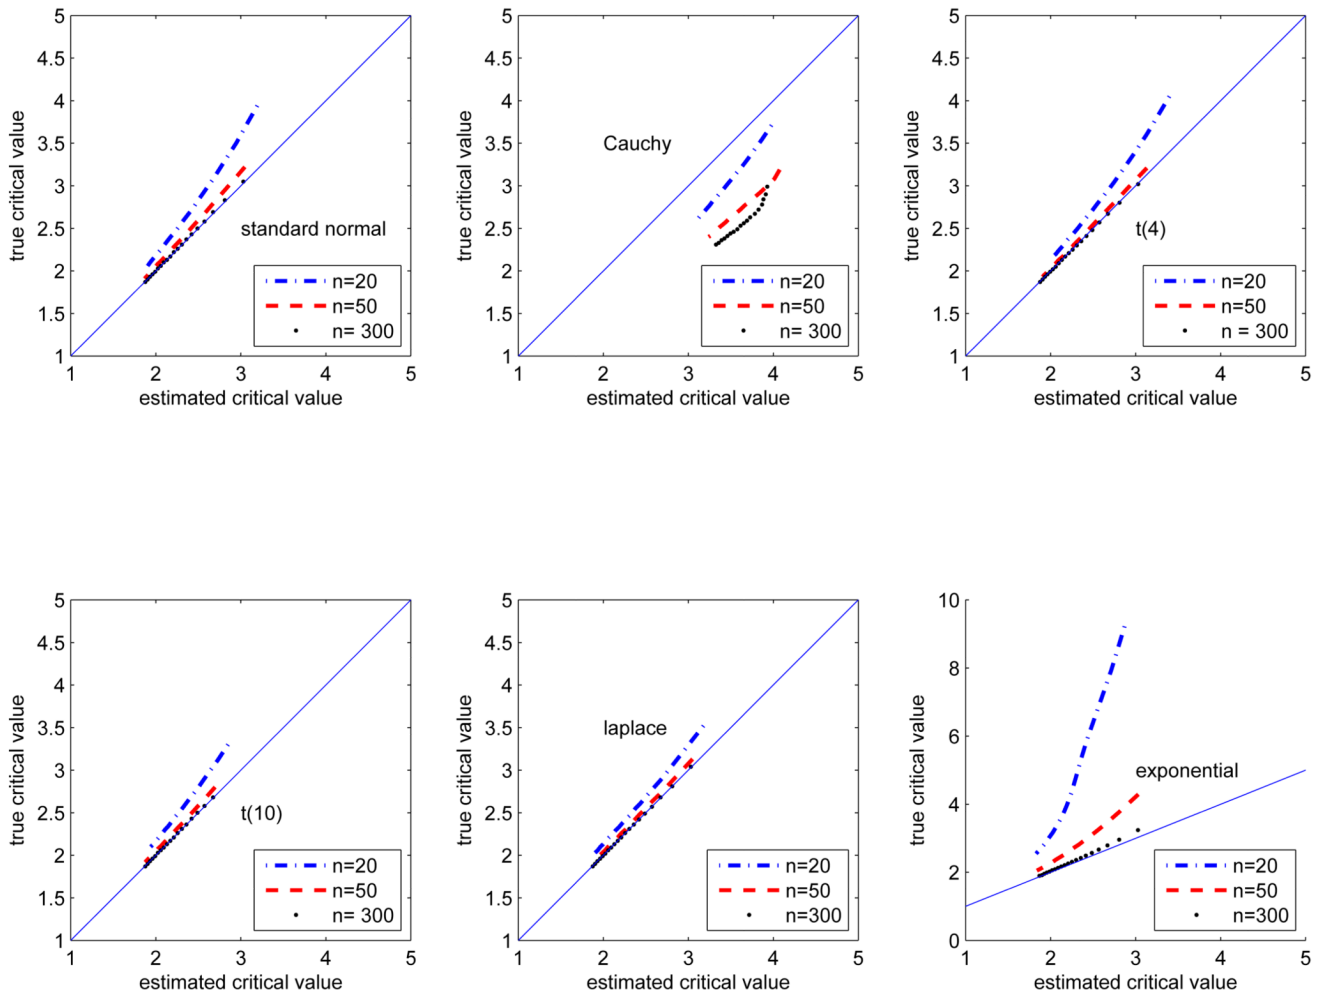 5
4.5
4
3.5
3
2.5
2
1.5
1
true critical value
standard normal
n=20
n=50
n= 300
1 2 3 4 5
estimated critical value
5
4.5
4
3.5
3
2.5
2
1.5
1
true critical value
Cauchy
n=20
n=50
n=300
1 2 3 4 5
estimated critical value
5
4.5
4
3.5
3
2.5
2
1.5
1
true critical value
t(4)
n=20
n=50
n = 300
1 2 3 4 5
estimated critical value
5
4.5
4
3.5
3
2.5
2
1.5
1
true critical value
t(10)
n=20
n=50
n= 300
1 2 3 4 5
estimated critical value
5
4.5
4
3.5
3
2.5
2
1.5
1
true critical value
laplace
n=20
n=50
n=300
1 2 3 4 5
estimated critical value
10
8
6
4
2
0
true critical value
exponential
n=20
n=50
n=300
1 2 3 4 5
estimated critical value